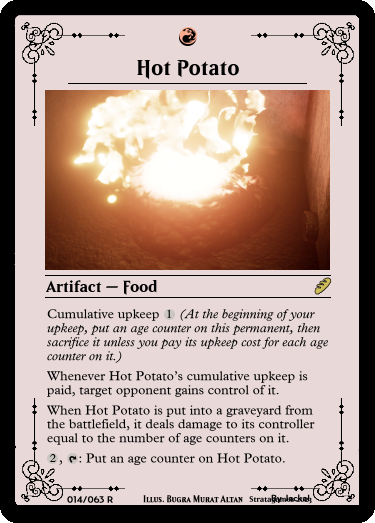 Hot Potato
Artifact — Food
Cumulative upkeep 1 (At the beginning of your
upkeep, put an age counter on this permanent, then
sacrifice it unless you pay its upkeep cost for each age
counter on it.)
Whenever Hot Potato's cumulative upkeep is
paid, target opponent gains control of it.
When Hot Potato is put into a graveyard from
the battlefield, it deals damage to its controller
equal to the number of age counters on it.
2, : Put an age counter on Hot Potato.
014/063 R Illus. Bugra Murat Altan By Jackel